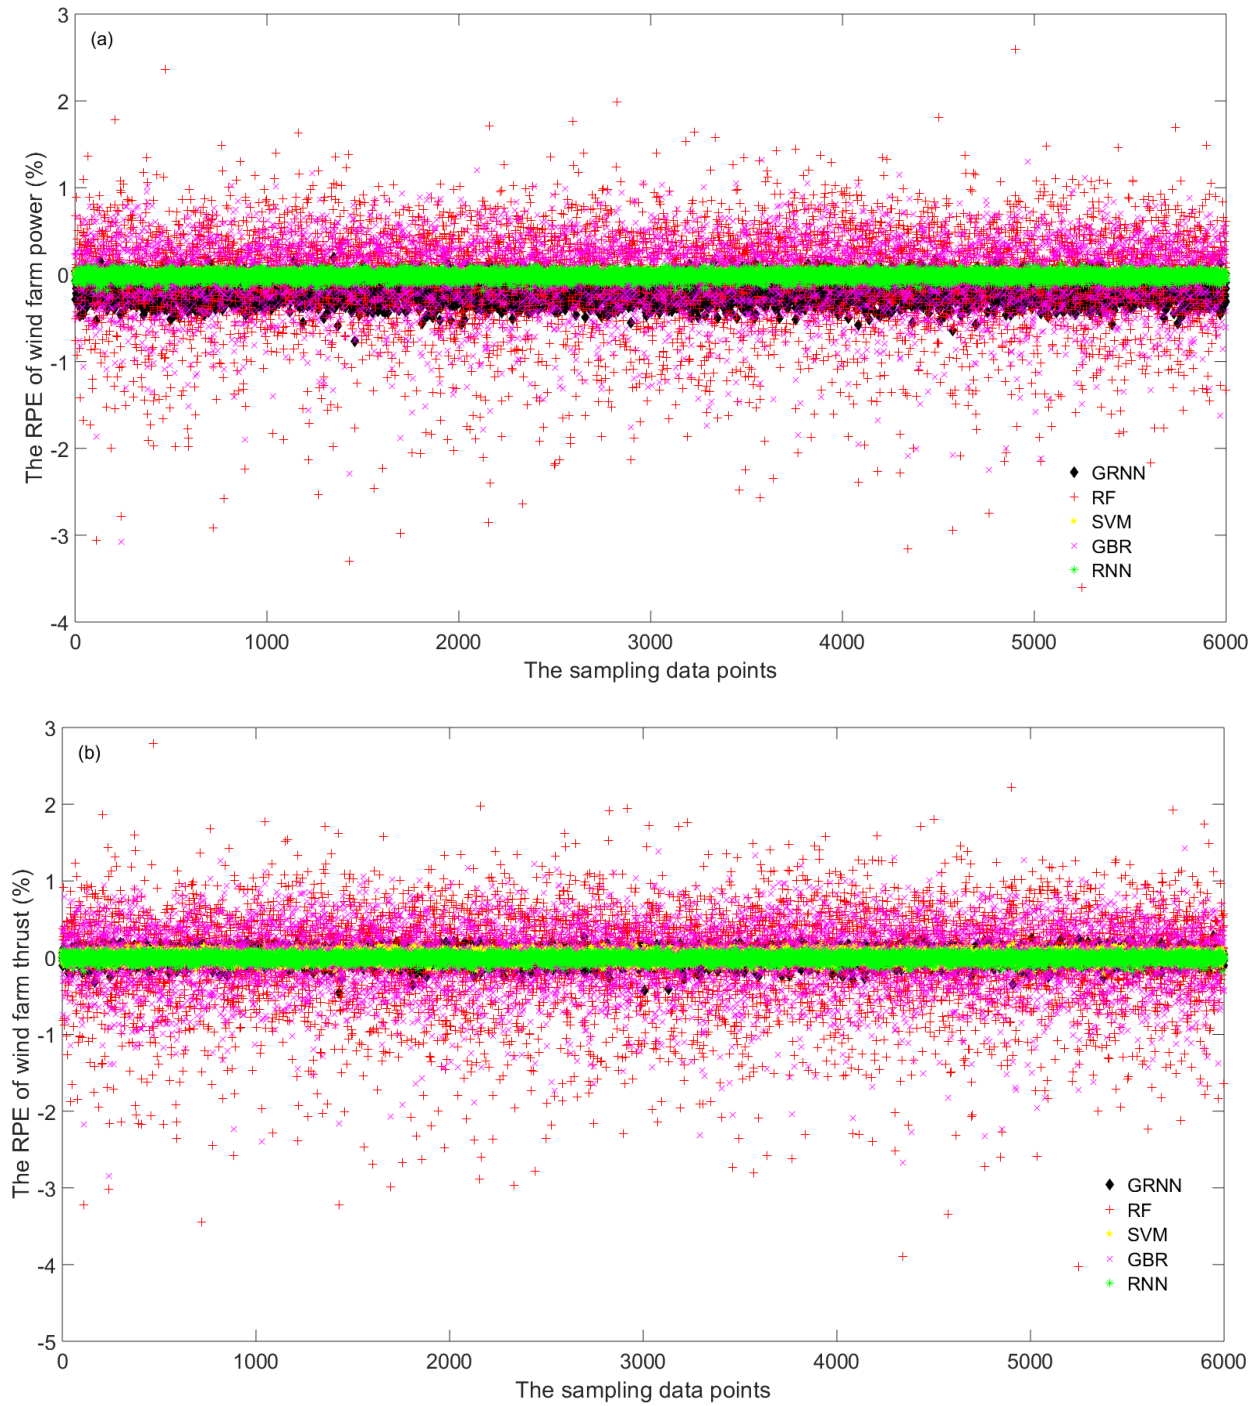 (a)
The RPE of wind farm power (%)
3
2
1
0
-1
-2
-3
-4
GRNN
RF
SVM
GBR
RNN
0 1000 2000 3000 4000 5000 6000
The sampling data points
(b)
The RPE of wind farm thrust (%)
3
2
1
0
-1
-2
-3
-4
-5
GRNN
RF
SVM
GBR
RNN
0 1000 2000 3000 4000 5000 6000
The sampling data points